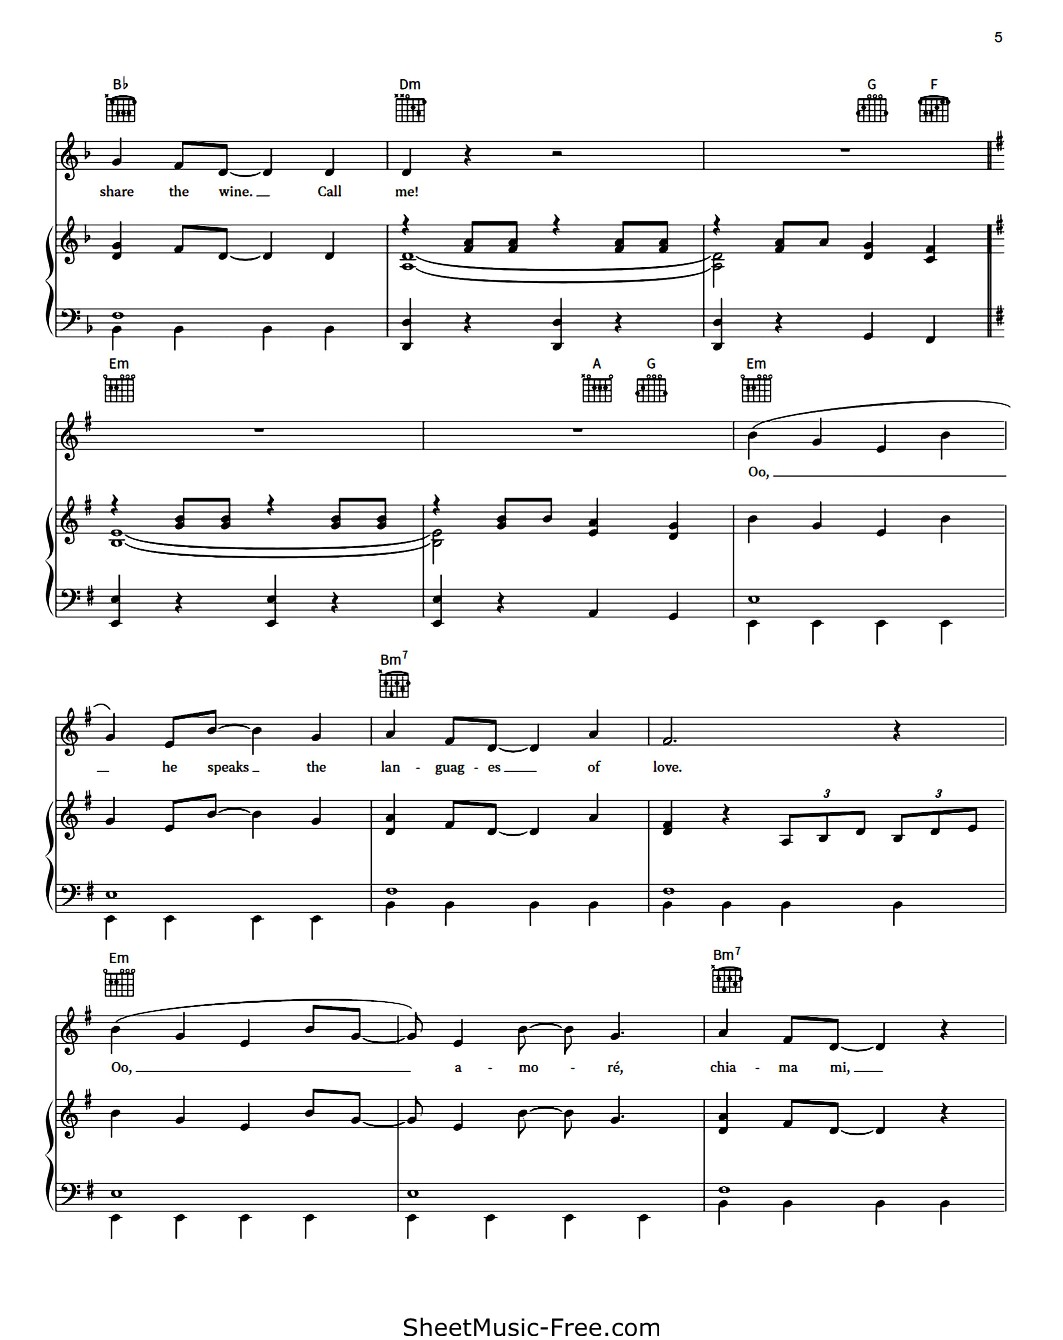 5
B♭ Dm G F
share the wine. Call me!
Em A G Em
Oo,
Bm7
he speaks the lan - guag - es of love.
3 3
Em Bm7
Oo, a - mo - ré, chia - ma mi,
SheetMusic-Free.com